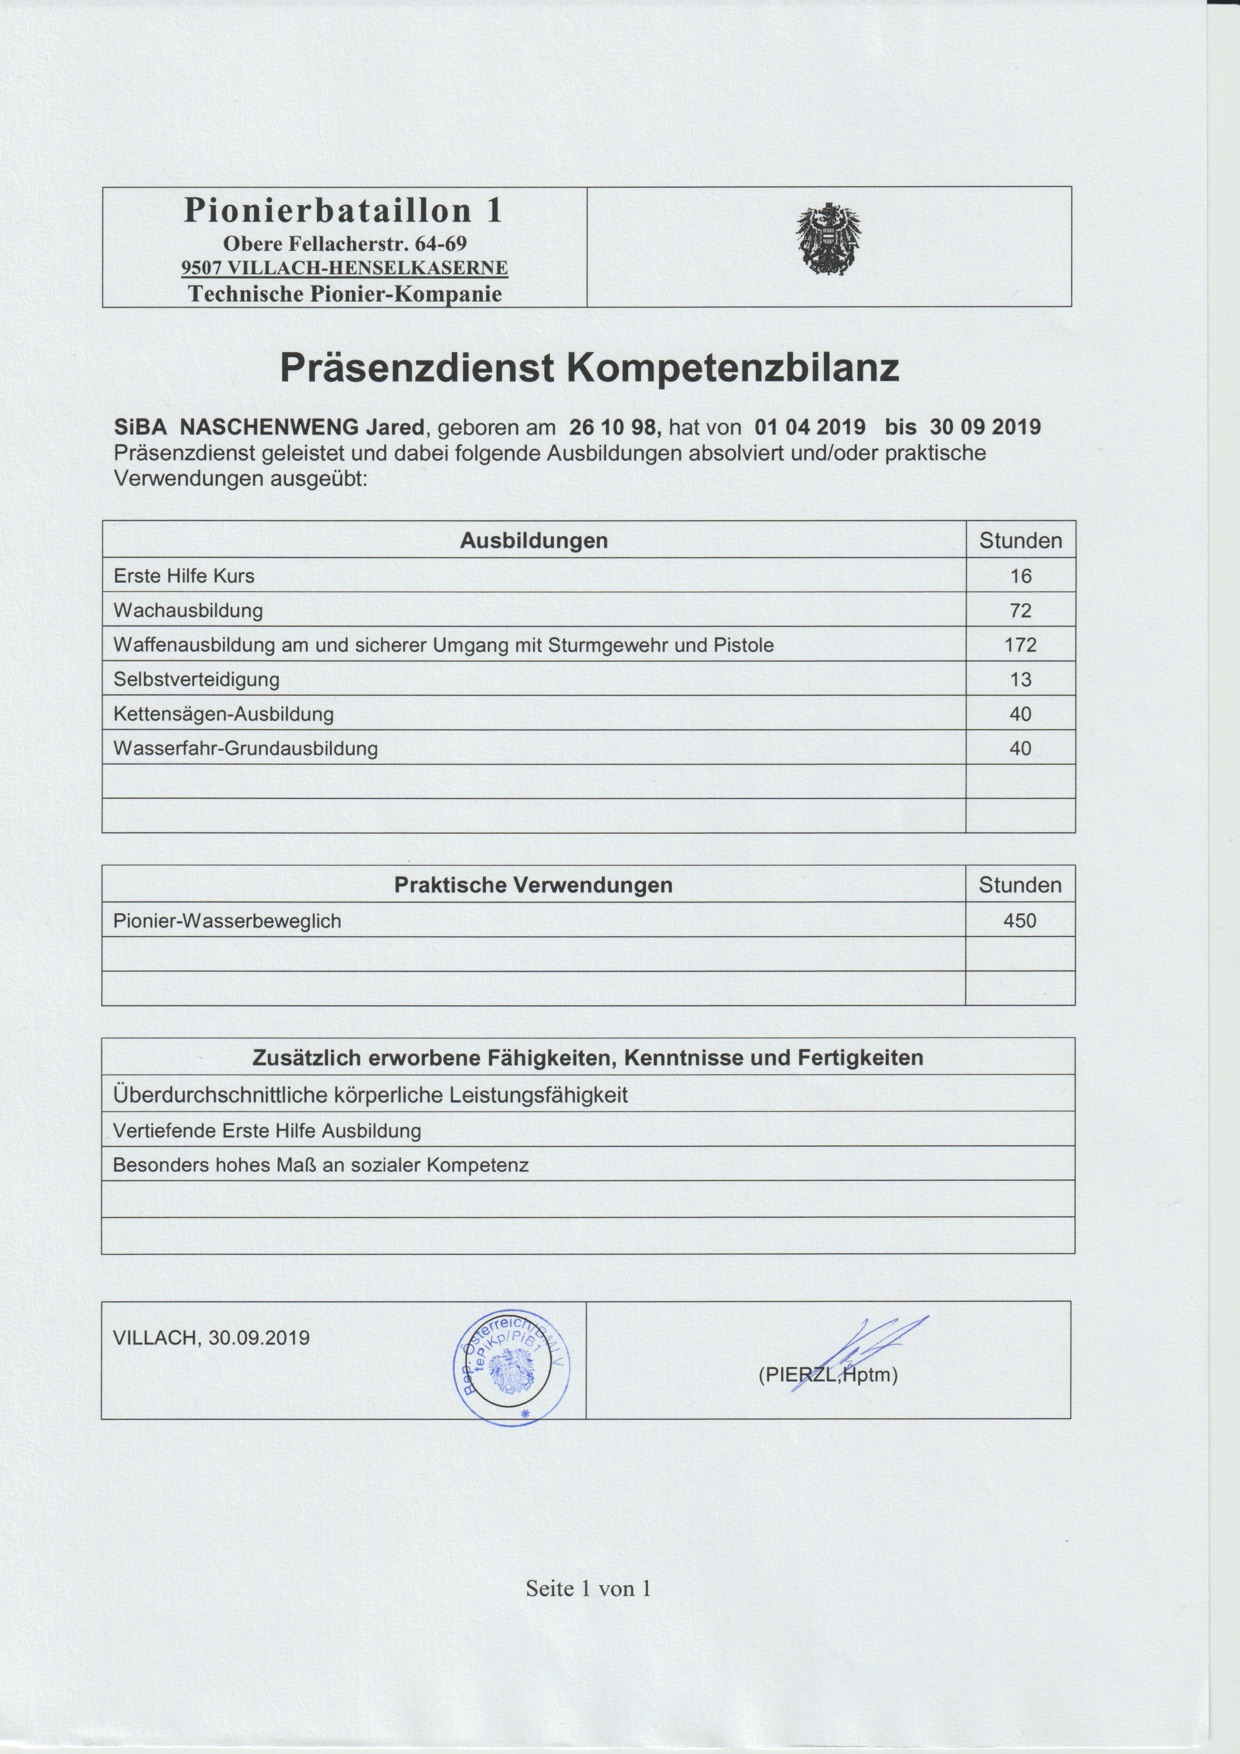 Pionierbataillon 1
Obere Fellacherstr. 64-69
9507 VILLACH-HENSELKASERNE
Technische Pionier-Kompanie
Präsenzdienst Kompetenzbilanz
SiBA NASCHENWENG Jared, geboren am 26 10 98, hat von 01 04 2019 bis 30 09 2019
Präsenzdienst geleistet und dabei folgende Ausbildungen absolviert und/oder praktische
Verwendungen ausgeübt:
Ausbildungen Stunden
Erste Hilfe Kurs 16
Wachausbildung 72
Waffenausbildung am und sicherer Umgang mit Sturmgewehr und Pistole 172
Selbstverteidigung 13
Kettensägen-Ausbildung 40
Wasserfahr-Grundausbildung 40
Praktische Verwendungen Stunden
Pionier-Wasserbeweglich 450
Zusätzlich erworbene Fähigkeiten, Kenntnisse und Fertigkeiten
Überdurchschnittliche körperliche Leistungsfähigkeit
Vertiefende Erste Hilfe Ausbildung
Besonders hohes Maß an sozialer Kompetenz
VILLACH, 30.09.2019
Rep. Österreich/BMLV
tePiKp/PiB1
(PIERZL,Hptm)
Seite 1 von 1